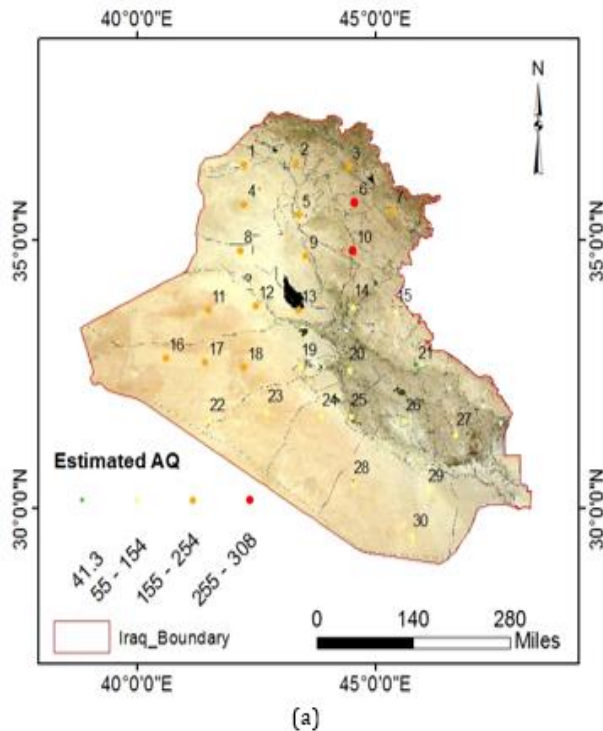 40°0'0"E 45°0'0"E
N
1 2 3
4 5 6 7
8 9 10
35°0'0"N 35°0'0"N
9
11 12 13 14 15
16 17 18 19 20 21
22 23 24 25 26 27
28 29
30
Estimated AQ
41.3
55 - 154
155 - 254
255 - 308
30°0'0"N 30°0'0"N
Iraq_Boundary
0 140 280
Miles
40°0'0"E 45°0'0"E
(a)